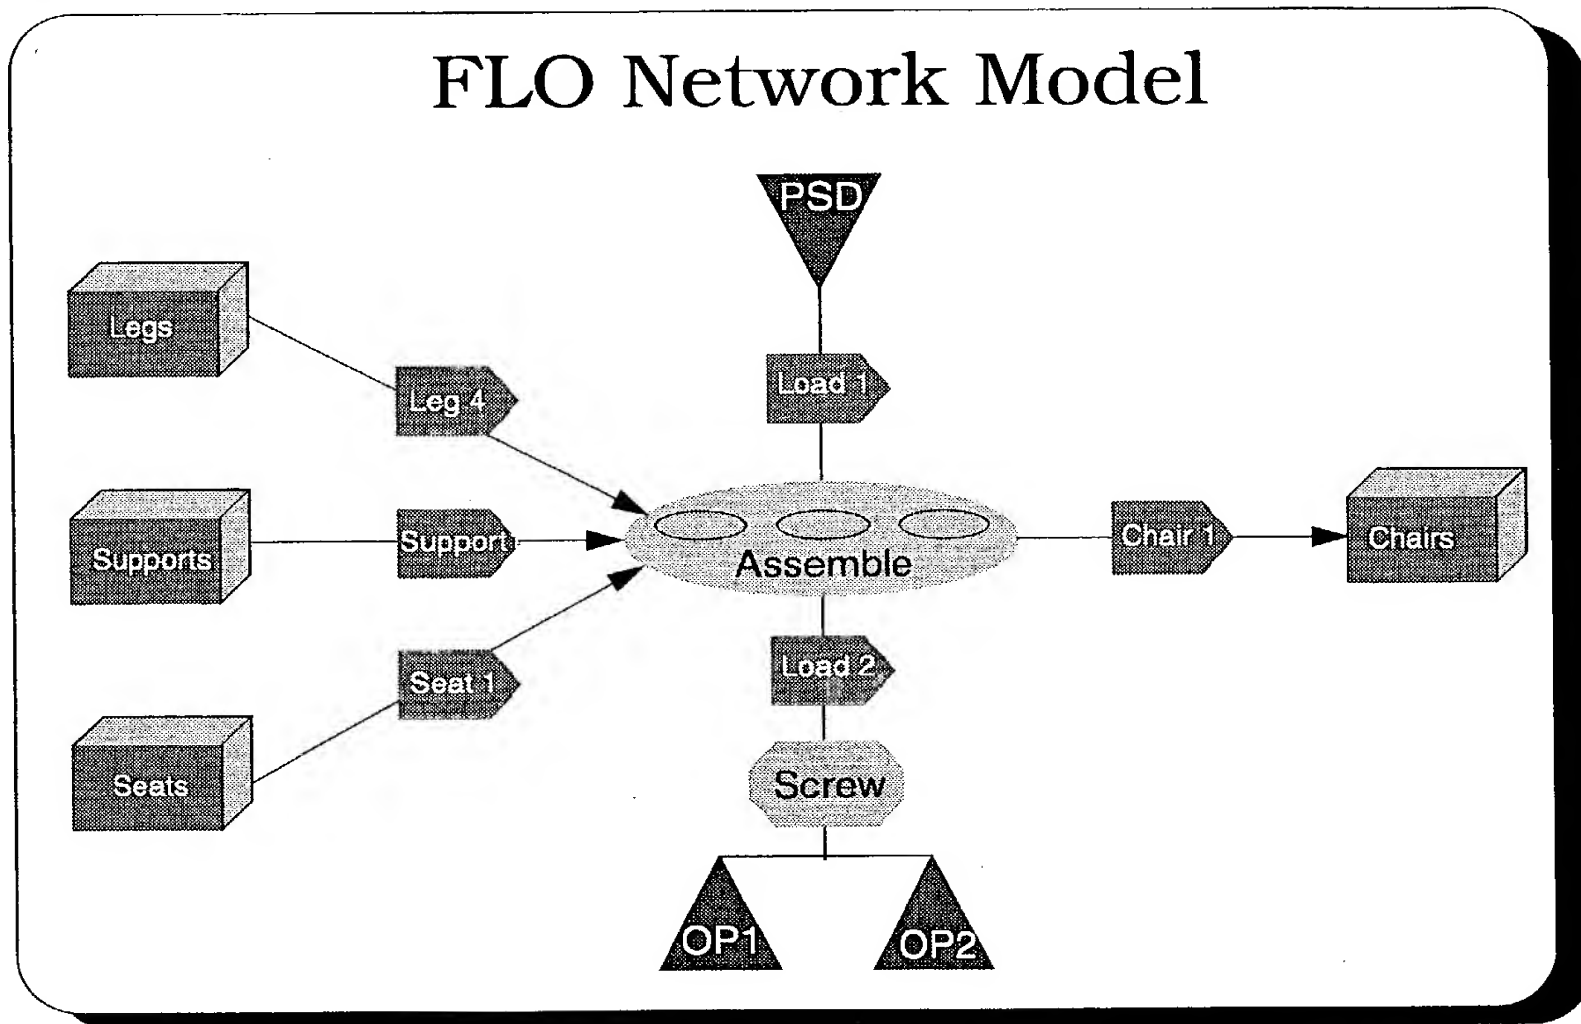 FLO Network Model
PSD
Legs
Load 1
Leg 4
Supports
Support
Assemble
Chair 1
Chairs
Seat 1
Load 2
Seats
Screw
OP1
OP2